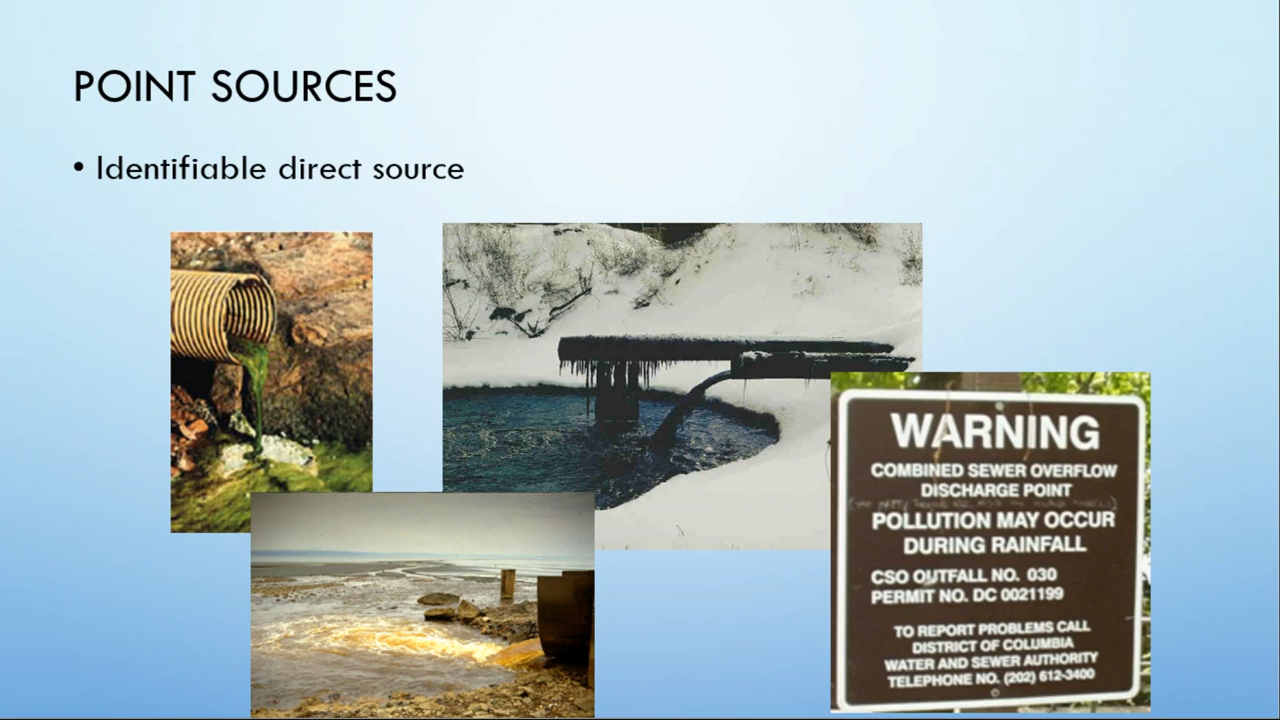 POINT SOURCES
• Identifiable direct source
WARNING
COMBINED SEWER OVERFLOW
DISCHARGE POINT
POLLUTION MAY OCCUR
DURING RAINFALL
CSO OUTFALL NO. 030
PERMIT NO. DC 0021199
TO REPORT PROBLEMS CALL
DISTRICT OF COLUMBIA
WATER AND SEWER AUTHORITY
TELEPHONE NO. (202) 612-3400